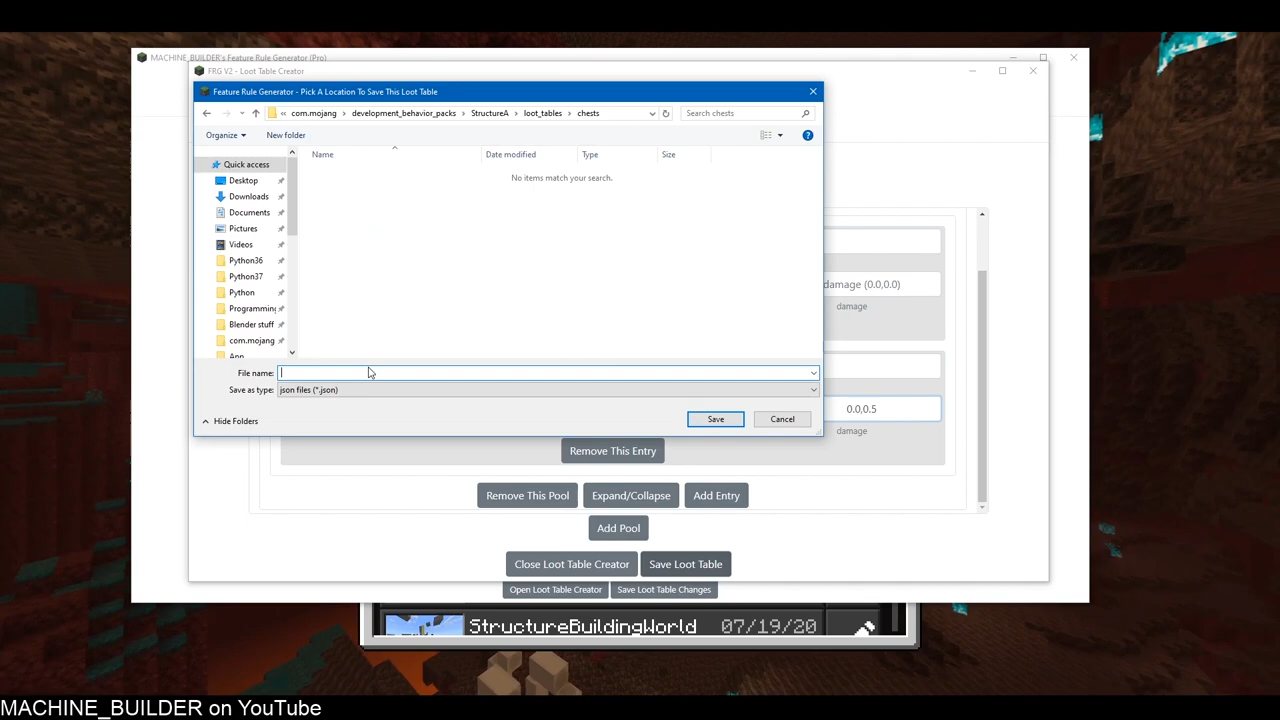 MACHINE_BUILDER's Feature Rule Generator (Pro)
FRG V2 - Loot Table Creator
Feature Rule Generator - Pick A Location To Save This Loot Table
« com.mojang > development_behavior_packs > StructureA > loot_tables > chests
Search chests
Organize New folder
Name Date modified Type Size
No items match your search.
Quick access
Desktop
Downloads
Documents
Pictures
Videos
Python36
Python37
Python
Programming
Blender stuff
com.mojang
App
damage (0.0,0.0)
damage
File name:
Save as type: json files (*.json)
Hide Folders
Save Cancel
0.0,0.5
damage
Remove This Entry
Remove This Pool Expand/Collapse Add Entry
Add Pool
Close Loot Table Creator Save Loot Table
Open Loot Table Creator Save Loot Table Changes
StructureBuildingWorld 07/19/20
MACHINE_BUILDER on YouTube